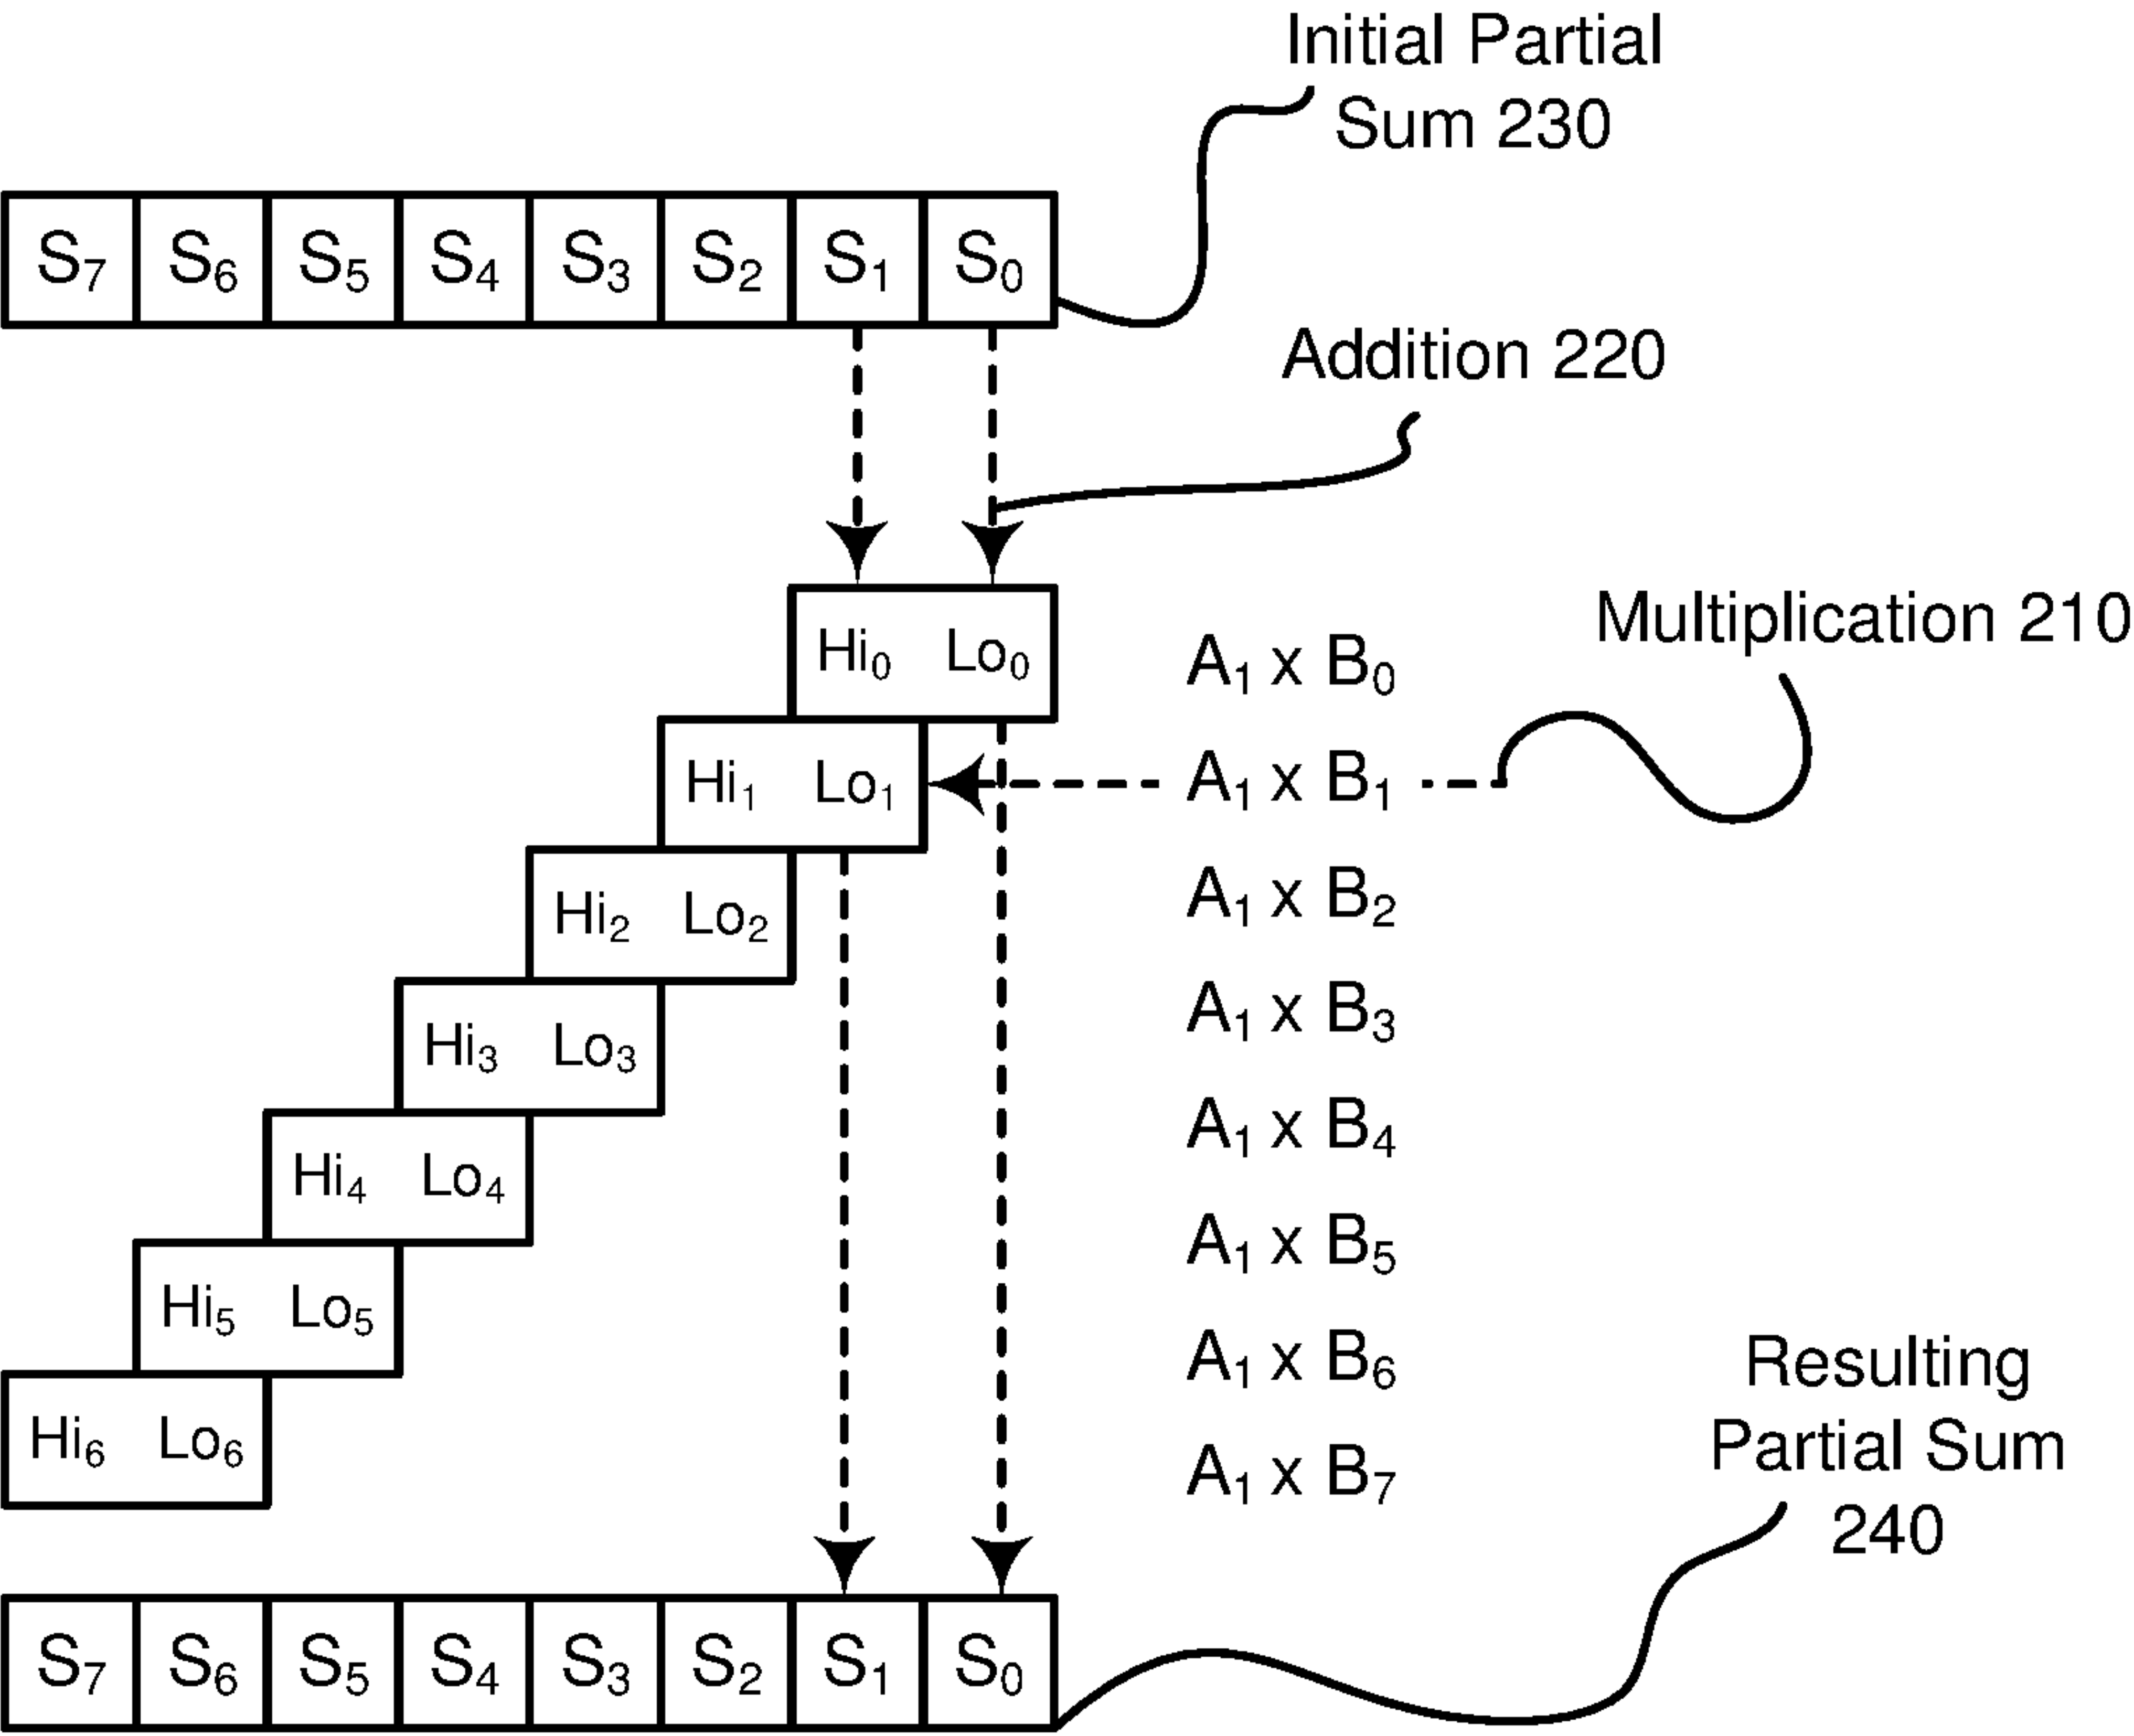 Initial Partial
Sum 230
S₇ S₆ S₅ S₄ S₃ S₂ S₁ S₀
Addition 220
Multiplication 210
Hi₀ Lo₀ A₁ x B₀
Hi₁ Lo₁ A₁ x B₁
Hi₂ Lo₂ A₁ x B₂
Hi₃ Lo₃ A₁ x B₃
Hi₄ Lo₄ A₁ x B₄
Hi₅ Lo₅ A₁ x B₅
Hi₆ Lo₆ A₁ x B₆
A₁ x B₇
Resulting
Partial Sum
240
S₇ S₆ S₅ S₄ S₃ S₂ S₁ S₀